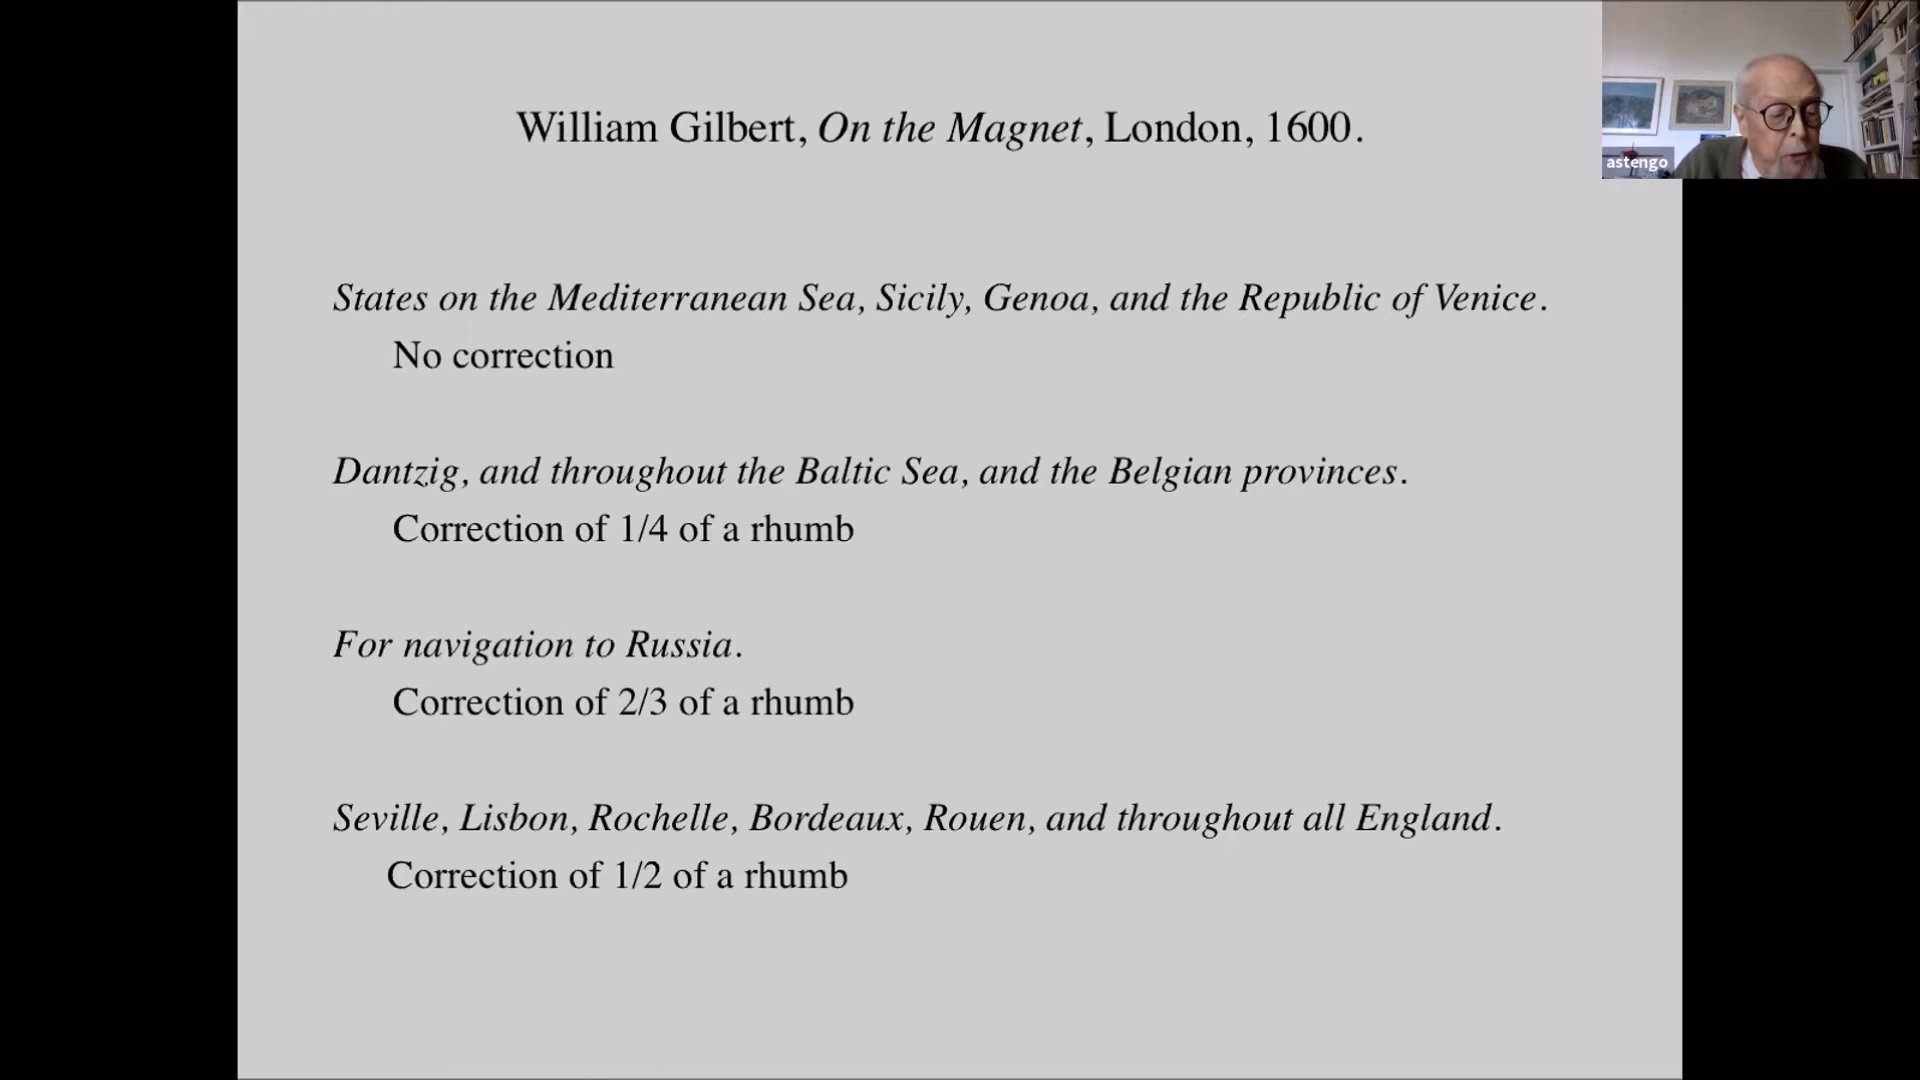 William Gilbert, On the Magnet, London, 1600.
astengo
States on the Mediterranean Sea, Sicily, Genoa, and the Republic of Venice.
No correction
Dantzig, and throughout the Baltic Sea, and the Belgian provinces.
Correction of 1/4 of a rhumb
For navigation to Russia.
Correction of 2/3 of a rhumb
Seville, Lisbon, Rochelle, Bordeaux, Rouen, and throughout all England.
Correction of 1/2 of a rhumb